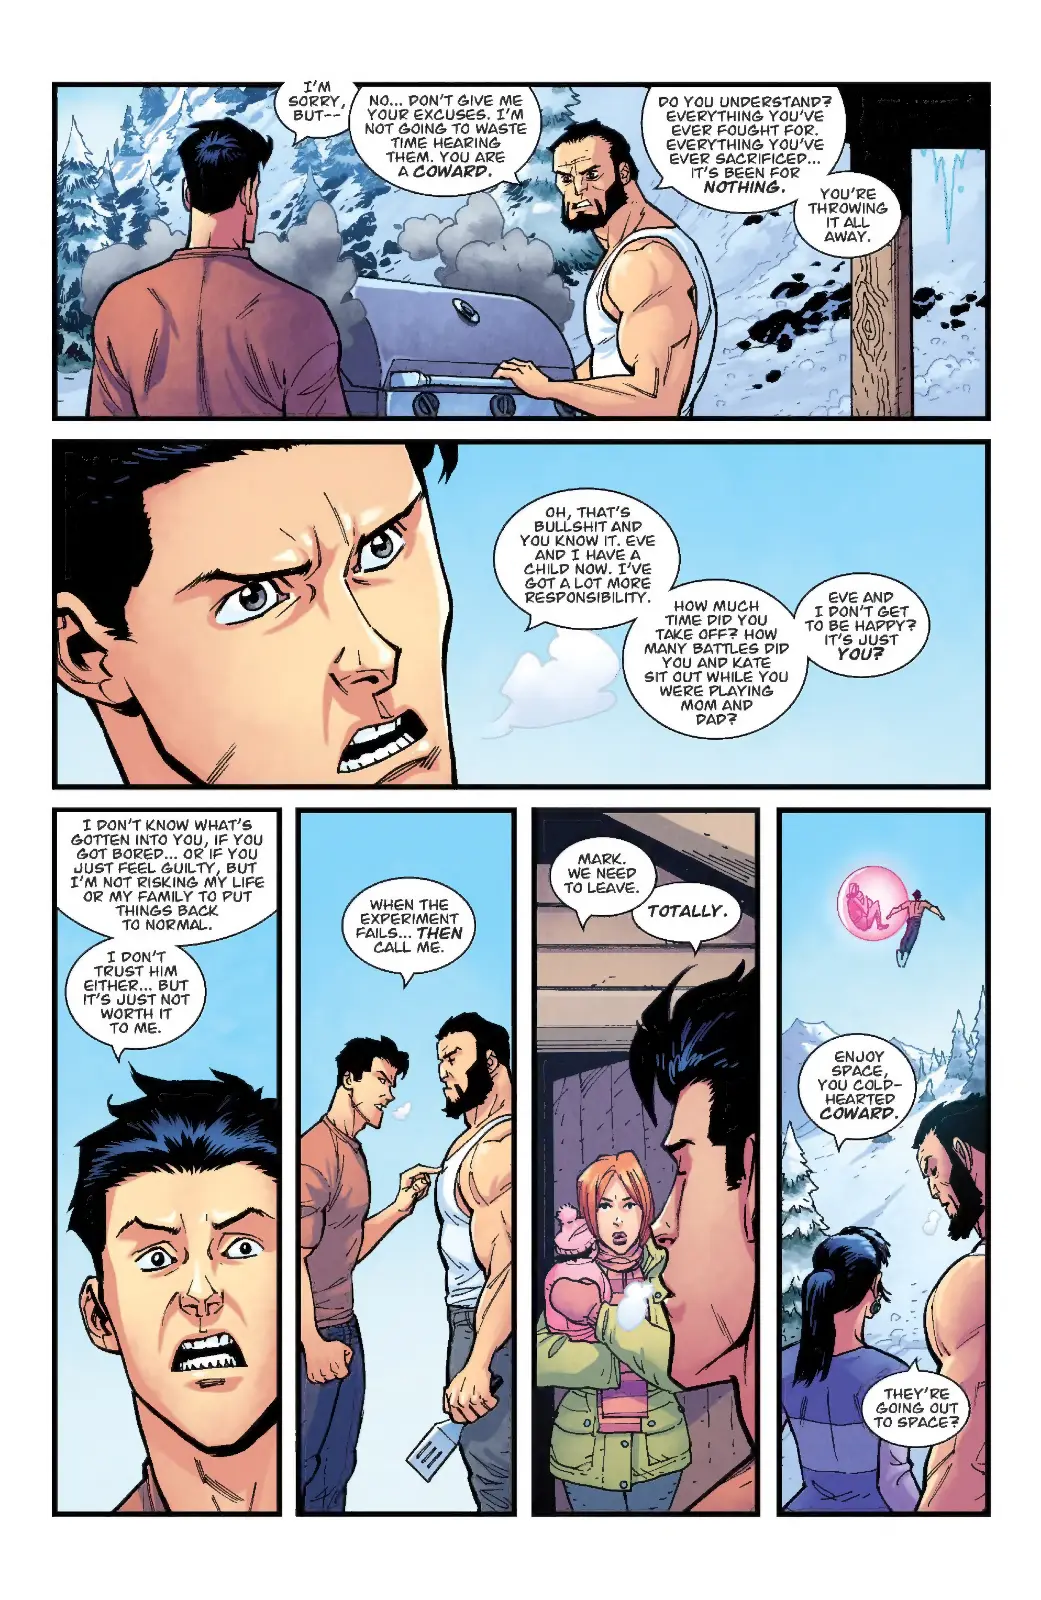 I'M
SORRY,
BUT--
NO... DON'T GIVE ME
YOUR EXCUSES. I'M
NOT GOING TO WASTE
TIME HEARING
THEM. YOU ARE
A COWARD.
DO YOU UNDERSTAND?
EVERYTHING YOU'VE
EVER FOUGHT FOR.
EVERYTHING YOU'VE
EVER SACRIFICED...
IT'S BEEN FOR
NOTHING.
YOU'RE
THROWING
IT ALL
AWAY.
OH, THAT'S
BULLSHIT AND
YOU KNOW IT. EVE
AND I HAVE A
CHILD NOW. I'VE
GOT A LOT MORE
RESPONSIBILITY.
HOW MUCH
TIME DID YOU
TAKE OFF? HOW
MANY BATTLES DID
YOU AND KATE
SIT OUT WHILE YOU
WERE PLAYING
MOM AND
DAD?
EVE AND
I DON'T GET
TO BE HAPPY?
IT'S JUST
YOU?
I DON'T KNOW WHAT'S
GOTTEN INTO YOU, IF YOU
GOT BORED... OR IF YOU
JUST FEEL GUILTY, BUT
I'M NOT RISKING MY LIFE
OR MY FAMILY TO PUT
THINGS BACK
TO NORMAL.
I DON'T
TRUST HIM
EITHER... BUT
IT'S JUST NOT
WORTH IT
TO ME.
WHEN THE
EXPERIMENT
FAILS... THEN
CALL ME.
MARK.
WE NEED
TO LEAVE.
TOTALLY.
ENJOY
SPACE,
YOU COLD-
HEARTED
COWARD.
THEY'RE
GOING OUT
TO SPACE?